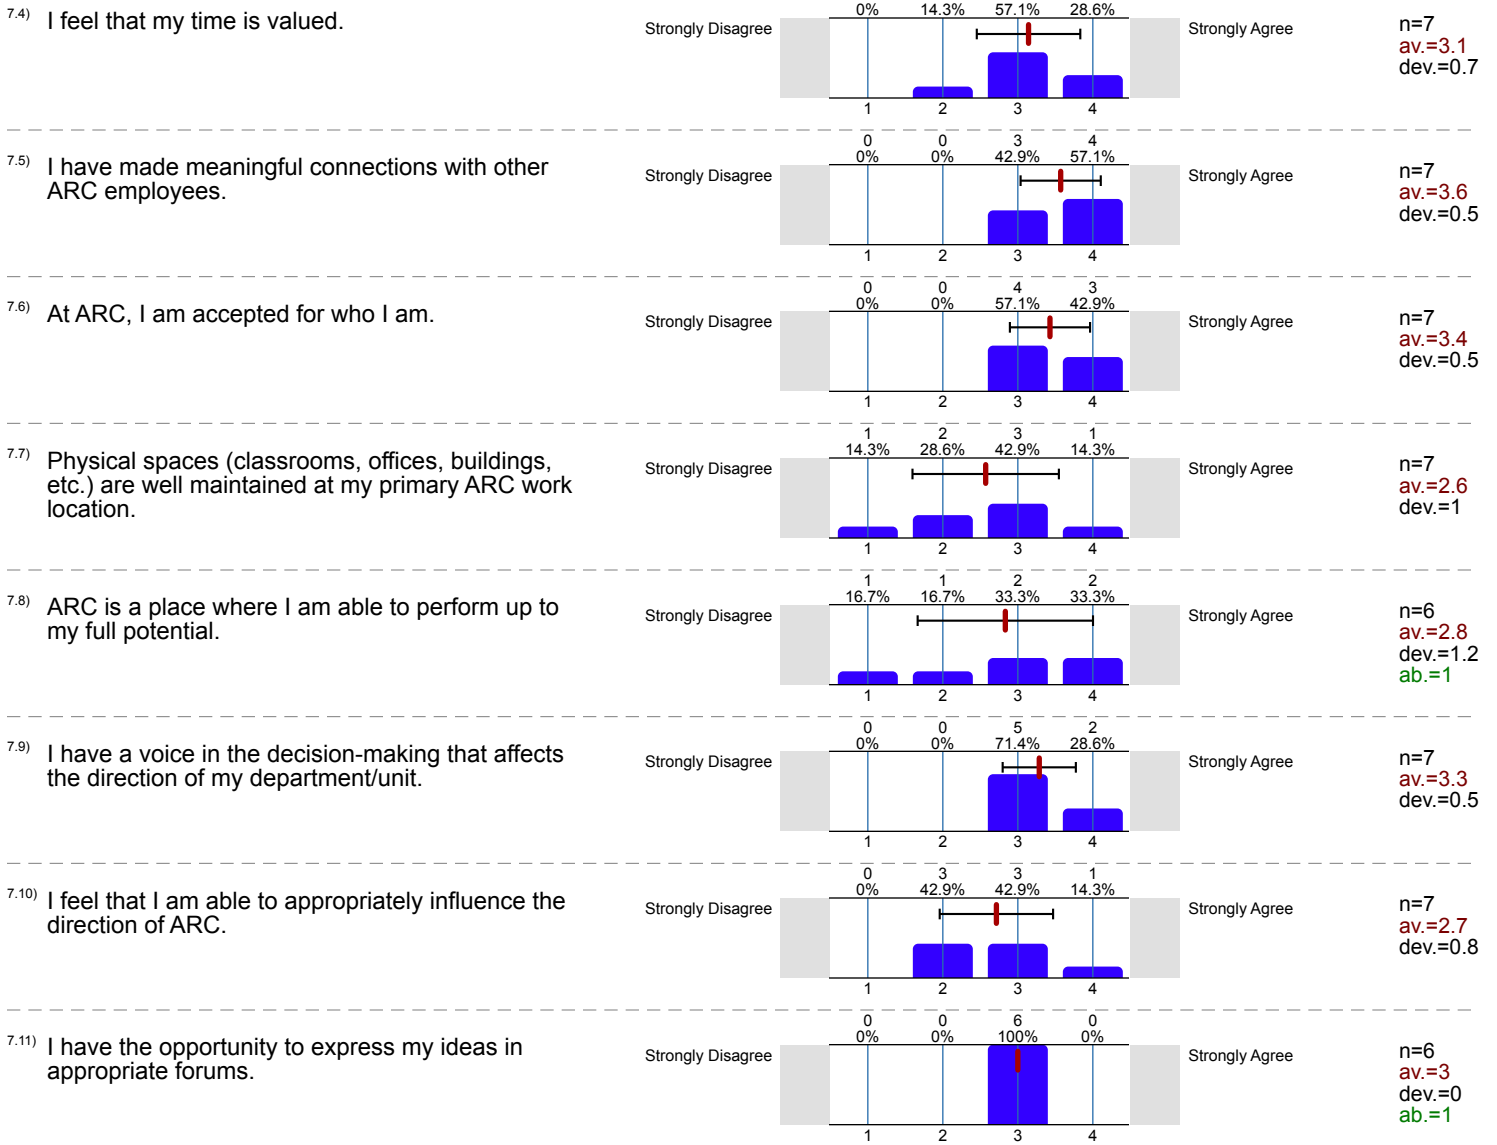 0% 14.3% 57.1% 28.6%
7.4) I feel that my time is valued.
Strongly Disagree
Strongly Agree
n=7
av.=3.1
dev.=0.7
1 2 3 4
0 0 3 4
0% 0% 42.9% 57.1%
7.5) I have made meaningful connections with other
ARC employees.
Strongly Disagree
Strongly Agree
n=7
av.=3.6
dev.=0.5
1 2 3 4
0 0 4 3
0% 0% 57.1% 42.9%
7.6) At ARC, I am accepted for who I am.
Strongly Disagree
Strongly Agree
n=7
av.=3.4
dev.=0.5
1 2 3 4
1 2 3 1
14.3% 28.6% 42.9% 14.3%
7.7) Physical spaces (classrooms, offices, buildings,
etc.) are well maintained at my primary ARC work
location.
Strongly Disagree
Strongly Agree
n=7
av.=2.6
dev.=1
1 2 3 4
1 1 2 2
16.7% 16.7% 33.3% 33.3%
7.8) ARC is a place where I am able to perform up to
my full potential.
Strongly Disagree
Strongly Agree
n=6
av.=2.8
dev.=1.2
ab.=1
1 2 3 4
0 0 5 2
0% 0% 71.4% 28.6%
7.9) I have a voice in the decision-making that affects
the direction of my department/unit.
Strongly Disagree
Strongly Agree
n=7
av.=3.3
dev.=0.5
1 2 3 4
0 3 3 1
0% 42.9% 42.9% 14.3%
7.10) I feel that I am able to appropriately influence the
direction of ARC.
Strongly Disagree
Strongly Agree
n=7
av.=2.7
dev.=0.8
1 2 3 4
0 0 6 0
0% 0% 100% 0%
7.11) I have the opportunity to express my ideas in
appropriate forums.
Strongly Disagree
Strongly Agree
n=6
av.=3
dev.=0
ab.=1
1 2 3 4